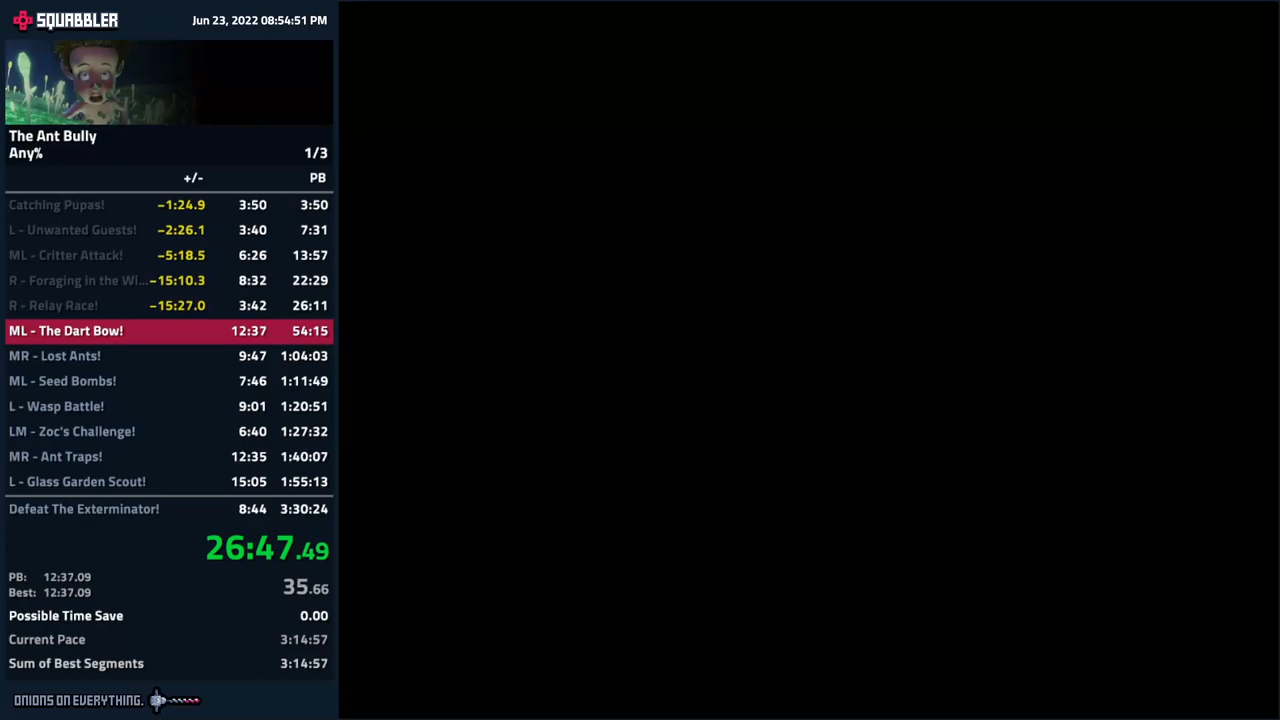 SQUABBLER Jun 23, 2022 08:54:51 PM
The Ant Bully
Any% 1/3
+/- PB
Catching Pupas! −1:24.9 3:50 3:50
L - Unwanted Guests! −2:26.1 3:40 7:31
ML - Critter Attack! −5:18.5 6:26 13:57
R - Foraging in the Wi... −15:10.3 8:32 22:29
R - Relay Race! −15:27.0 3:42 26:11
ML - The Dart Bow! 12:37 54:15
MR - Lost Ants! 9:47 1:04:03
ML - Seed Bombs! 7:46 1:11:49
L - Wasp Battle! 9:01 1:20:51
LM - Zoc's Challenge! 6:40 1:27:32
MR - Ant Traps! 12:35 1:40:07
L - Glass Garden Scout! 15:05 1:55:13
Defeat The Exterminator! 8:44 3:30:24
26:47.49
PB: 12:37.09
Best: 12:37.09 35.66
Possible Time Save 0.00
Current Pace 3:14:57
Sum of Best Segments 3:14:57
ONIONS ON EVERYTHING.